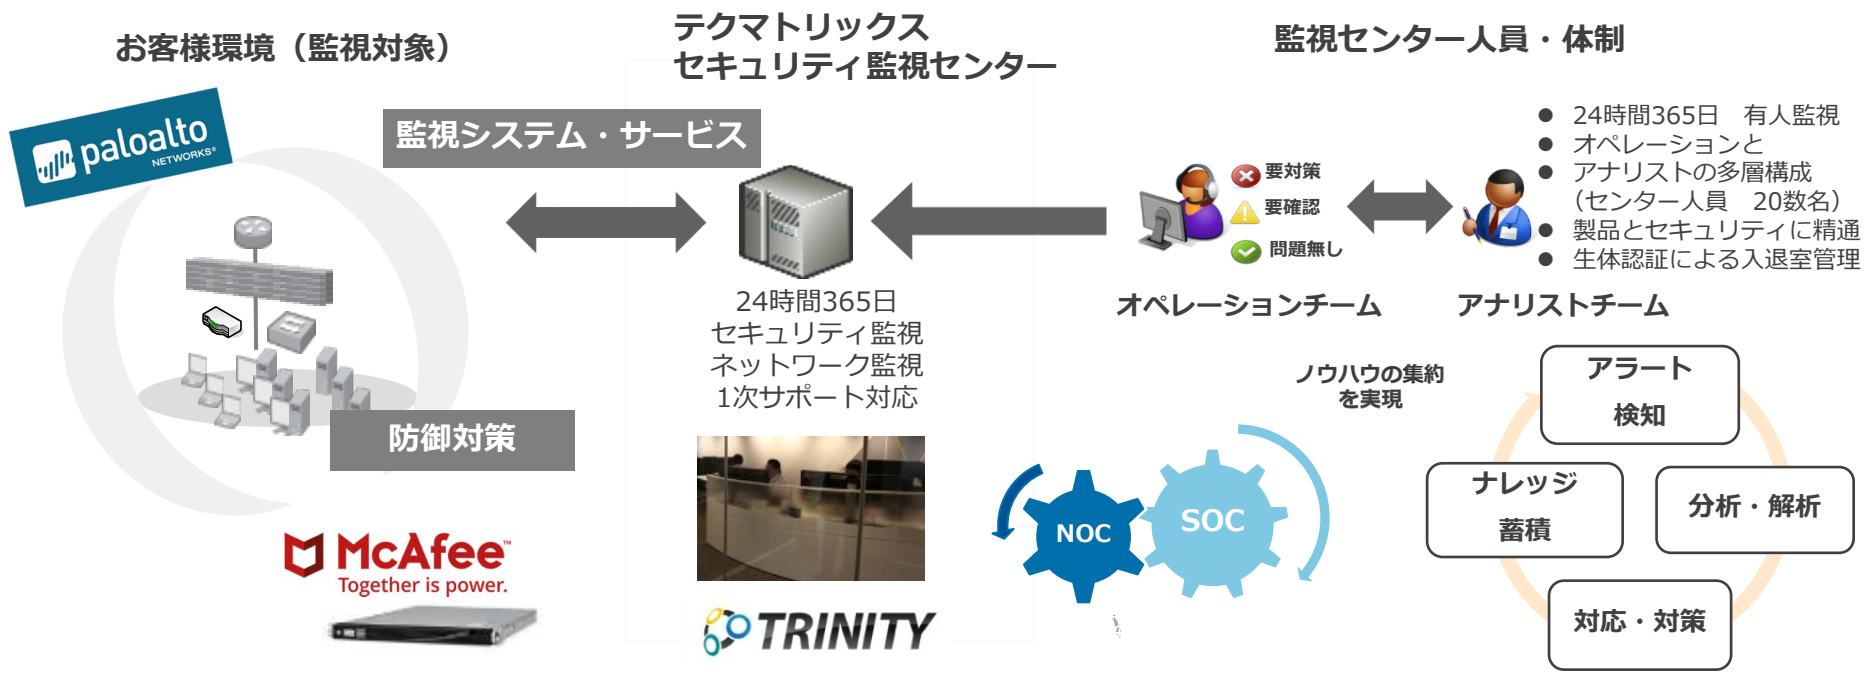 お客様環境（監視対象）
paloalto
NETWORKS®
監視システム・サービス
防御対策
McAfee™
Together is power.
テクマトリックス
セキュリティ監視センター
24時間365日
セキュリティ監視
ネットワーク監視
1次サポート対応
TRINITY
監視センター人員・体制
要対策
要確認
問題無し
オペレーションチーム
アナリストチーム
● 24時間365日　有人監視
● オペレーションと
● アナリストの多層構成
（センター人員　20数名）
● 製品とセキュリティに精通
● 生体認証による入退室管理
ノウハウの集約
を実現
NOC
SOC
アラート
検知
分析・解析
対応・対策
ナレッジ
蓄積